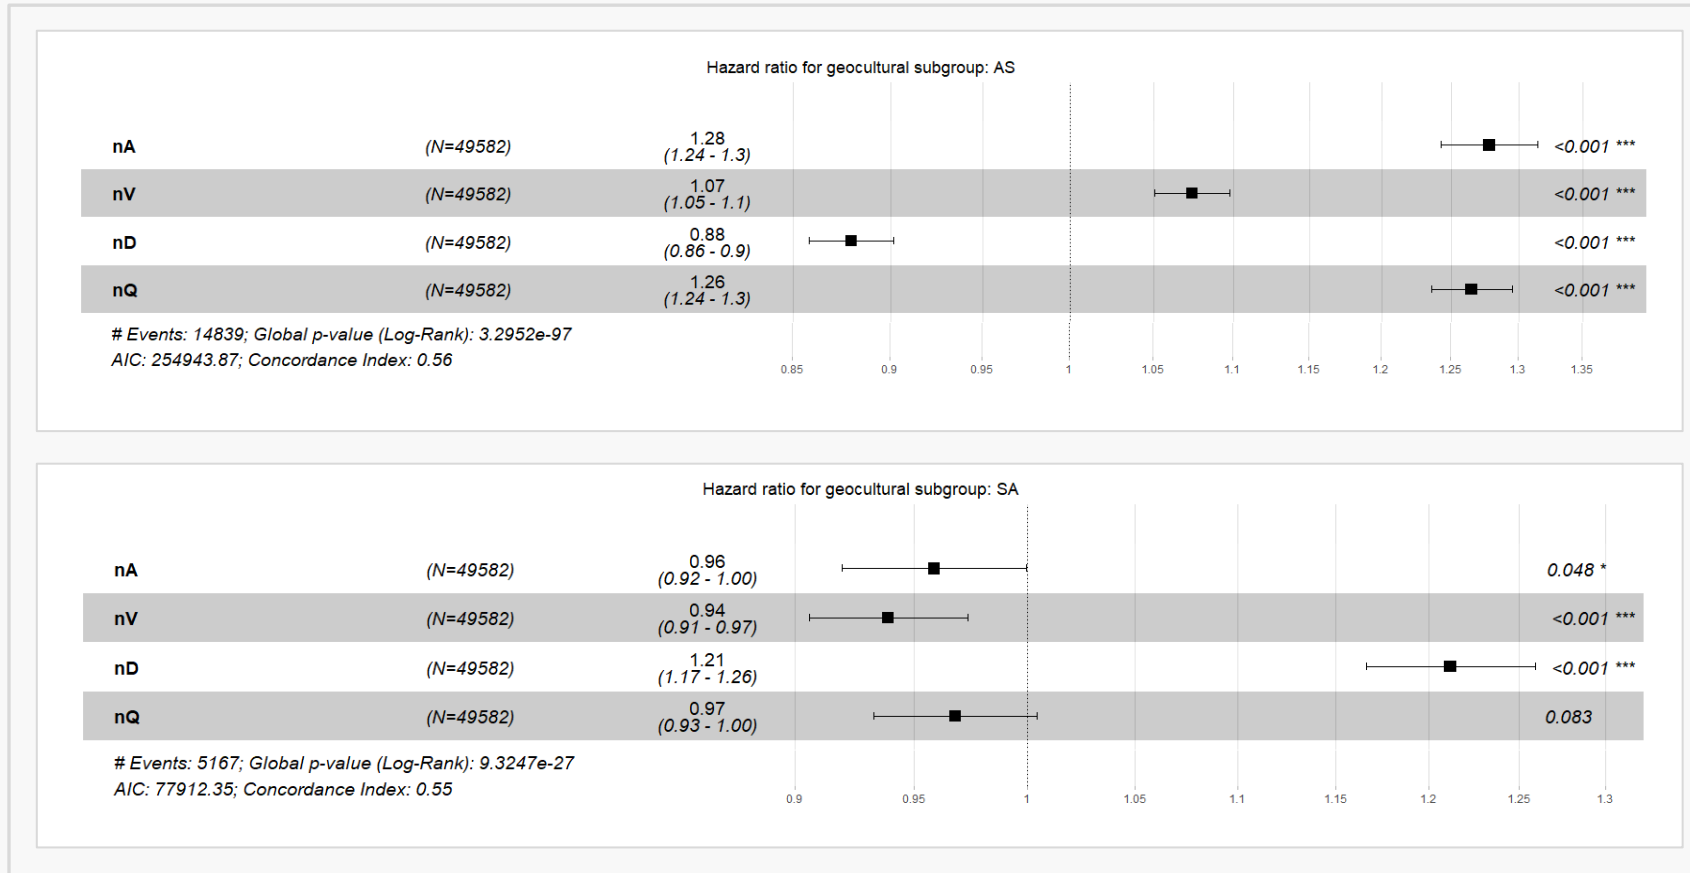 Hazard ratio for geocultural subgroup: AS
nA (N=49582) 1.28 (1.24 - 1.3) <0.001 ***
nV (N=49582) 1.07 (1.05 - 1.1) <0.001 ***
nD (N=49582) 0.88 (0.86 - 0.9) <0.001 ***
nQ (N=49582) 1.26 (1.24 - 1.3) <0.001 ***
# Events: 14839; Global p-value (Log-Rank): 3.2952e-97
AIC: 254943.87; Concordance Index: 0.56
0.85 0.9 0.95 1 1.05 1.1 1.15 1.2 1.25 1.3 1.35
Hazard ratio for geocultural subgroup: SA
nA (N=49582) 0.96 (0.92 - 1.00) 0.048 *
nV (N=49582) 0.94 (0.91 - 0.97) <0.001 ***
nD (N=49582) 1.21 (1.17 - 1.26) <0.001 ***
nQ (N=49582) 0.97 (0.93 - 1.00) 0.083
# Events: 5167; Global p-value (Log-Rank): 9.3247e-27
AIC: 77912.35; Concordance Index: 0.55
0.9 0.95 1 1.05 1.1 1.15 1.2 1.25 1.3